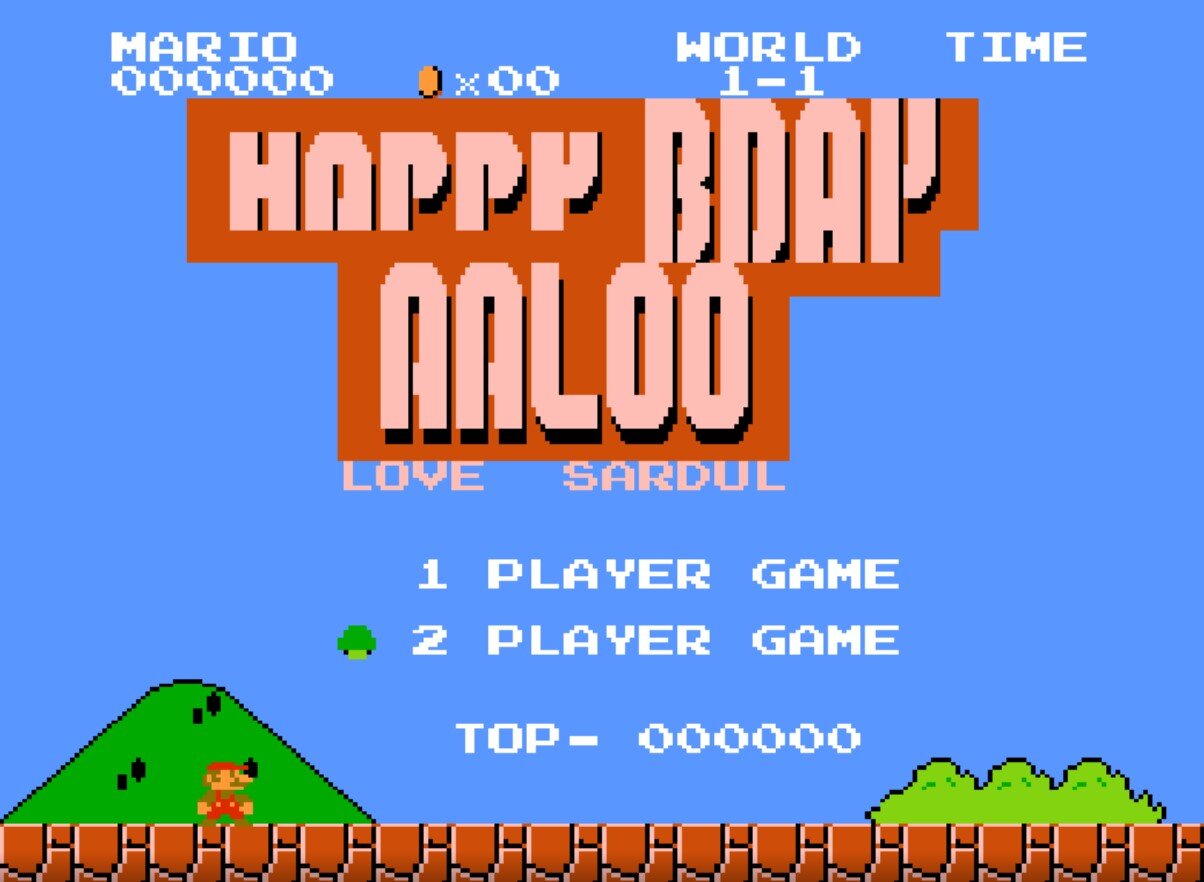 MARIO WORLD TIME
000000 x00 1-1
HAPPY BDAY
AALOO
LOVE SARDUL
1 PLAYER GAME
2 PLAYER GAME
TOP- 000000